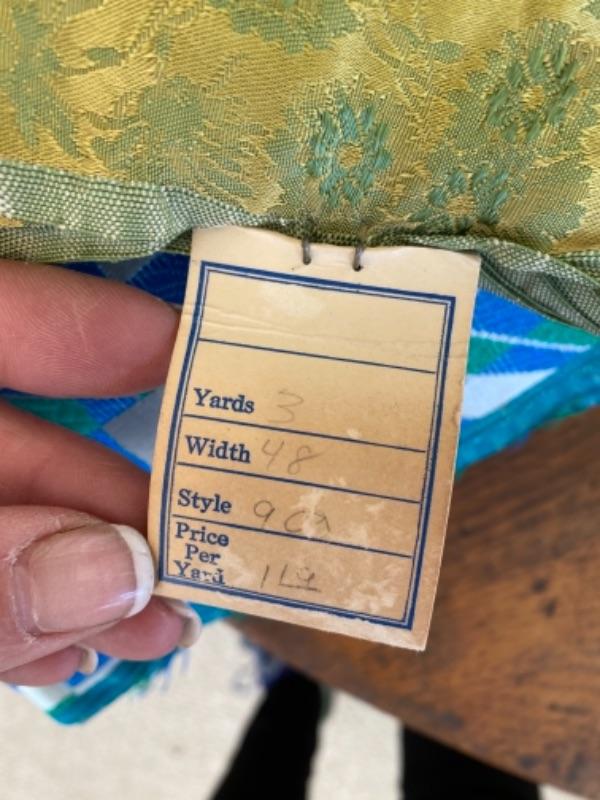 Yards 3
Width 48
Style
Price
Per
Yard